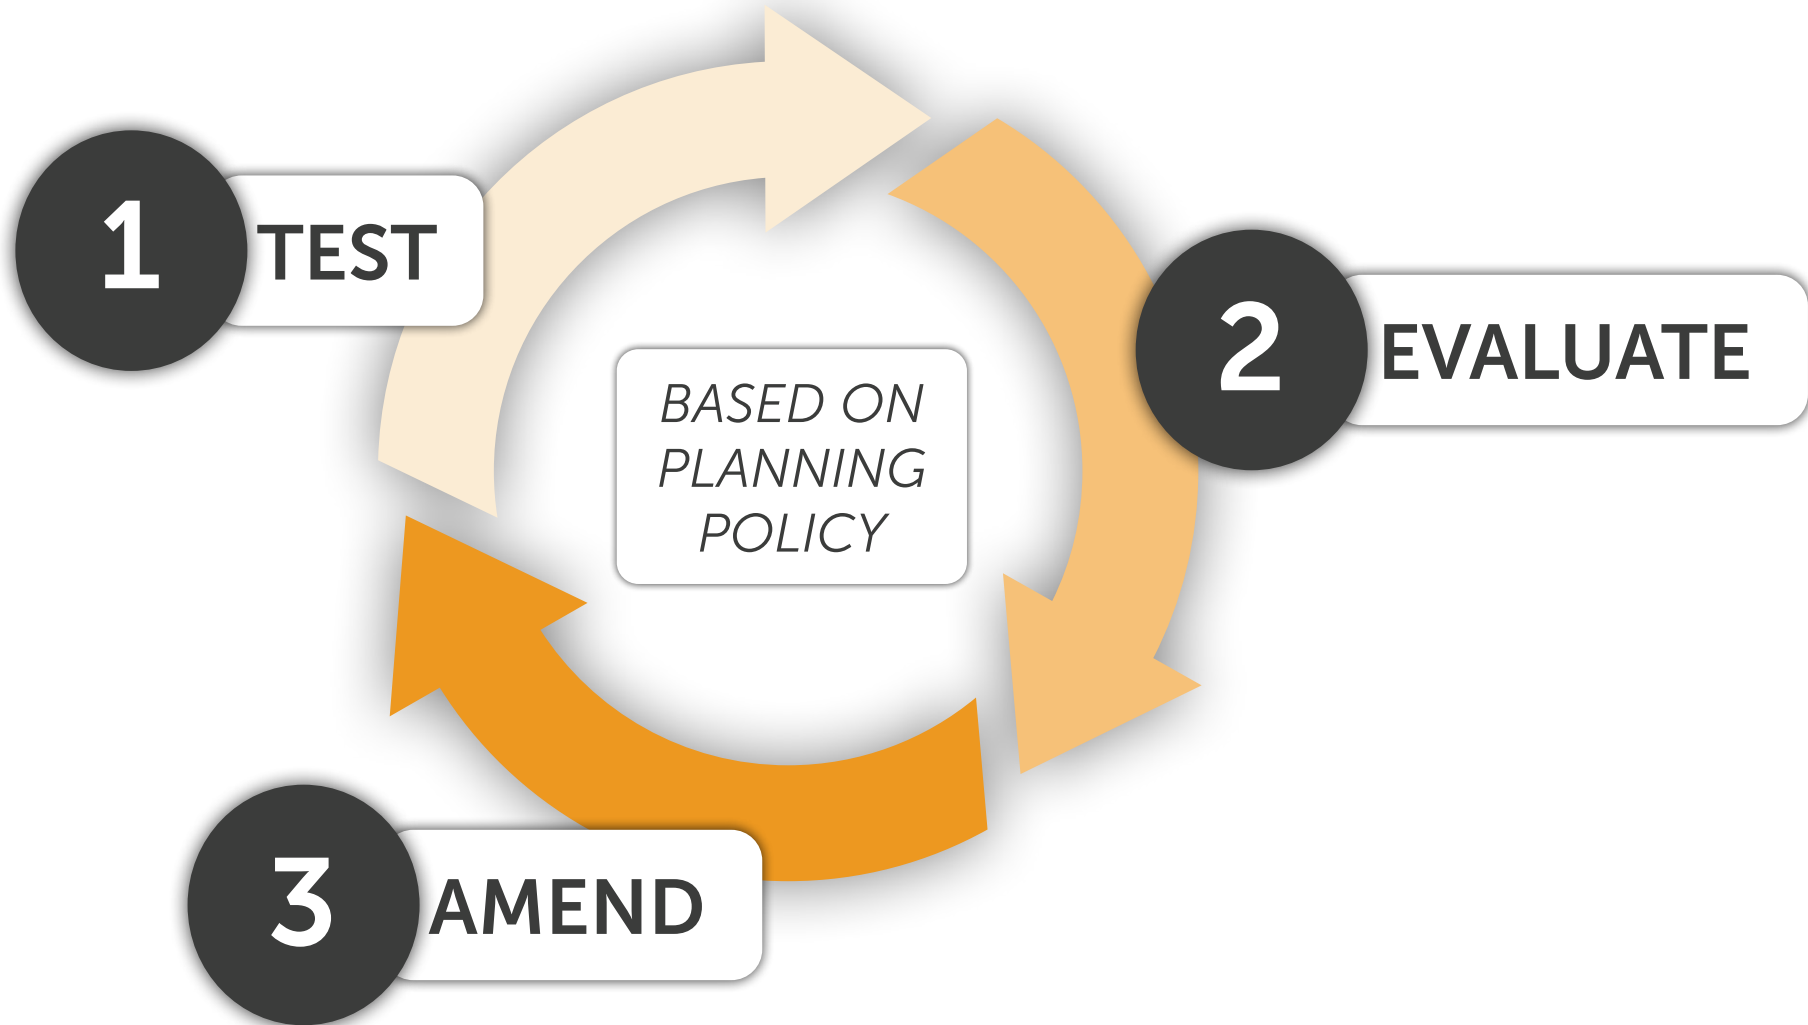 1
TEST
2
EVALUATE
BASED ON
PLANNING
POLICY
3
AMEND